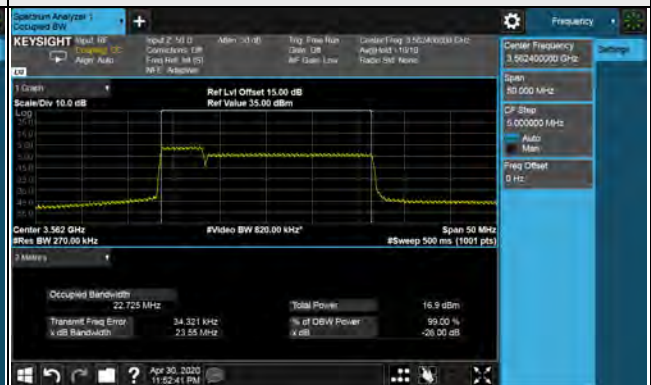 Spectrum Analyzer 1
Occupied BW
+
Frequency
KEYSIGHT Input: RF
Coupling: DC
Align: Auto
Input Z: 50 Ω
Corrections: Off
Freq Ref: Int (S)
NFE: Adaptive
Atten: 30 dB
Trig: Free Run
Gate: Off
#IF Gain: Low
Center Freq: 3.562400000 GHz
Avg|Hold: 10/10
Radio Std: None
Center Frequency
3.562400000 GHz
Settings
Span
50.000 MHz
CF Step
5.000000 MHz
Auto
Man
Freq Offset
0 Hz
1 Graph
Scale/Div 10.0 dB
Ref Lvl Offset 15.00 dB
Ref Value 35.00 dBm
Log
Center 3.562 GHz
#Res BW 270.00 kHz
#Video BW 820.00 kHz*
Span 50 MHz
#Sweep 500 ms (1001 pts)
2 Metrics
Occupied Bandwidth
22.725 MHz
Total Power 16.9 dBm
Transmit Freq Error 34.321 kHz
% of OBW Power 99.00 %
x dB Bandwidth 23.55 MHz
x dB -26.00 dB
?
Apr 30, 2020
11:52:41 PM